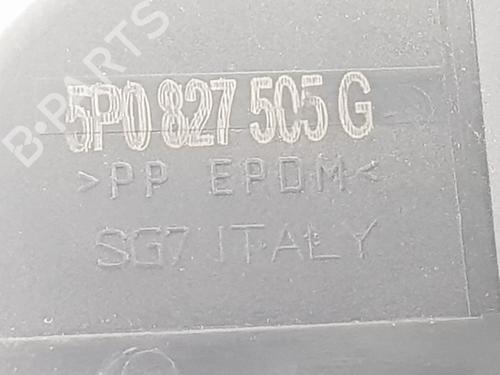 B-PARTS
5P0 827 505 G
>PP EPDM<
SG7 ITALY